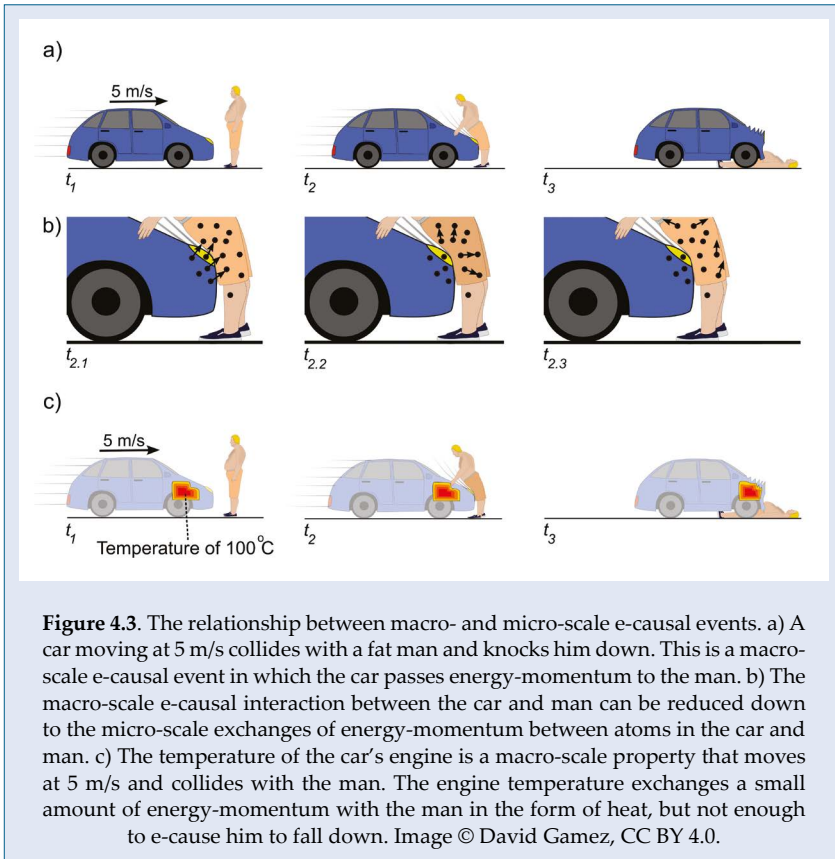 a)
5 m/s
t1 t2 t3
b)
t2.1 t2.2 t2.3
c)
5 m/s
t1 t2 t3
Temperature of 100°C
Figure 4.3. The relationship between macro- and micro-scale e-causal events. a) A
car moving at 5 m/s collides with a fat man and knocks him down. This is a macro-
scale e-causal event in which the car passes energy-momentum to the man. b) The
macro-scale e-causal interaction between the car and man can be reduced down
to the micro-scale exchanges of energy-momentum between atoms in the car and
man. c) The temperature of the car’s engine is a macro-scale property that moves
at 5 m/s and collides with the man. The engine temperature exchanges a small
amount of energy-momentum with the man in the form of heat, but not enough
to e-cause him to fall down. Image © David Gamez, CC BY 4.0.